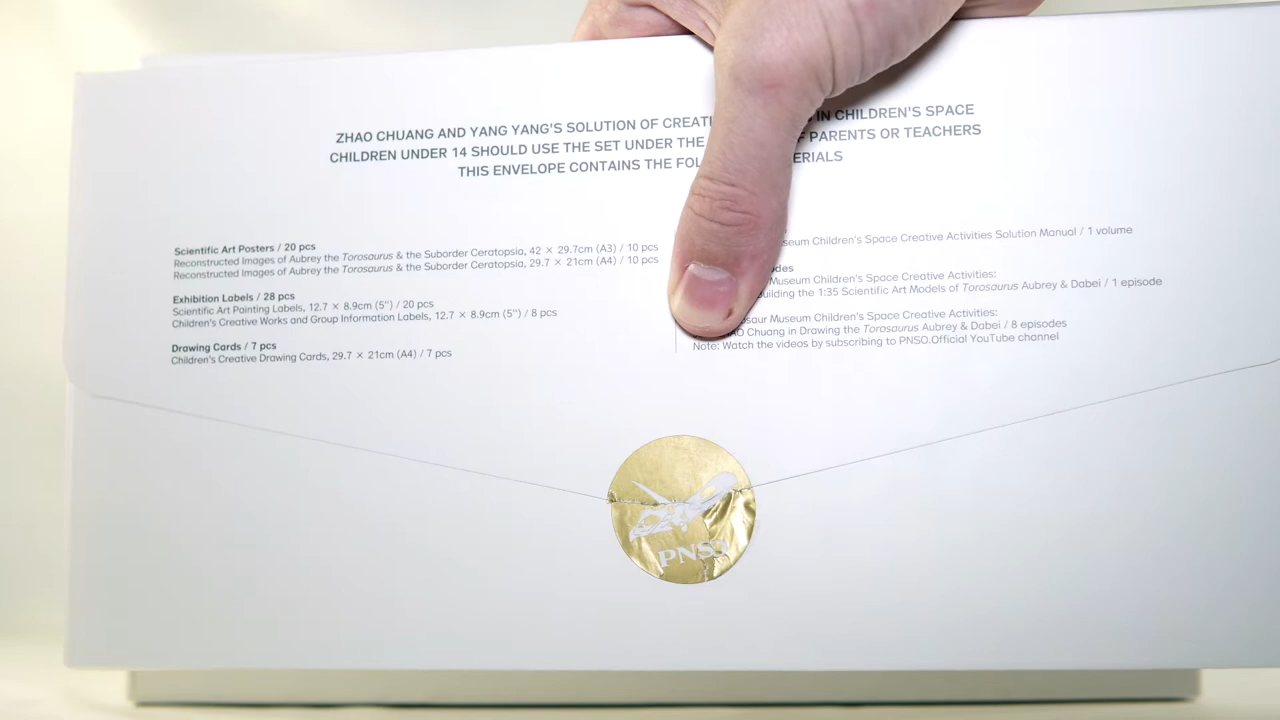 ZHAO CHUANG AND YANG YANG'S SOLUTION OF IN CHILDREN'S SPACE
CHILDREN UNDER 14 SHOULD USE THE SET UNDER THE PARENTS OR TEACHERS
THIS ENVELOPE CONTAINS THE
Scientific Art Posters / 20 pcs
Reconstructed Images of Aubrey the Torosaurus & the Suborder Ceratopsia, 42 × 29.7cm (A3) / 10 pcs
Reconstructed Images of Aubrey the Torosaurus & the Suborder Ceratopsia, 29.7 × 21cm (A4) / 10 pcs
Exhibition Labels / 28 pcs
Scientific Art Painting Labels, 12.7 × 8.9cm (5") / 20 pcs
Children's Creative Works and Group Information Labels, 12.7 × 8.9cm (5") / 8 pcs
Drawing Cards / 7 pcs
Children's Creative Drawing Cards, 29.7 × 21cm (A4) / 7 pcs
Children's Space Creative Activities Solution Manual / 1 volume
Museum Children's Space Creative Activities:
the 1:35 Scientific Art Models of Torosaurus Aubrey & Dabei / 1 episode
Museum Children's Space Creative Activities:
Chuang in Drawing the Torosaurus Aubrey & Dabei / 8 episodes
Note: Watch the videos by subscribing to PNSO.Official YouTube channel
PNSO